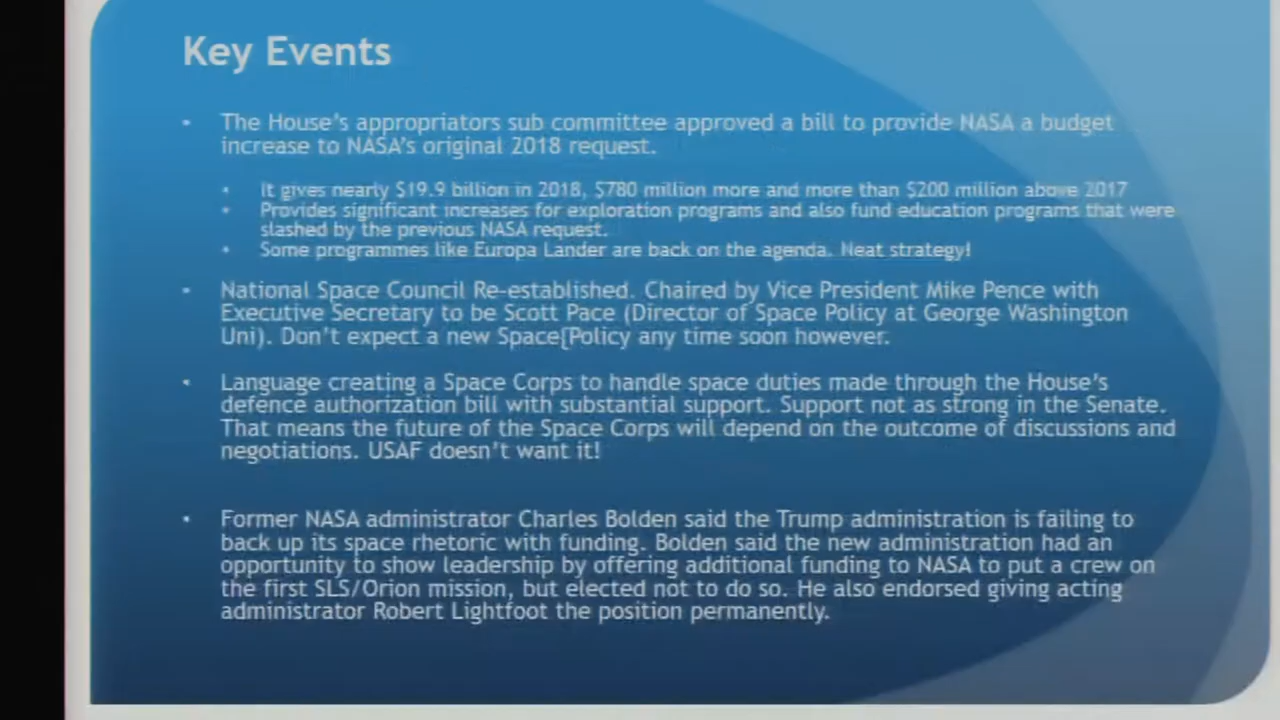 Key Events
• The House's appropriators sub committee approved a bill to provide NASA a budget
increase to NASA's original 2018 request.
• It gives nearly $19.9 billion in 2018, $780 million more and more than $200 million above 2017
• Provides significant increases for exploration programs and also fund education programs that were
slashed by the previous NASA request.
• Some programmes like Europa Lander are back on the agenda. Neat strategy!
• National Space Council Re-established. Chaired by Vice President Mike Pence with
Executive Secretary to be Scott Pace (Director of Space Policy at George Washington
Uni). Don't expect a new Space[Policy any time soon however.
• Language creating a Space Corps to handle space duties made through the House's
defence authorization bill with substantial support. Support not as strong in the Senate.
That means the future of the Space Corps will depend on the outcome of discussions and
negotiations. USAF doesn't want it!
• Former NASA administrator Charles Bolden said the Trump administration is failing to
back up its space rhetoric with funding. Bolden said the new administration had an
opportunity to show leadership by offering additional funding to NASA to put a crew on
the first SLS/Orion mission, but elected not to do so. He also endorsed giving acting
administrator Robert Lightfoot the position permanently.